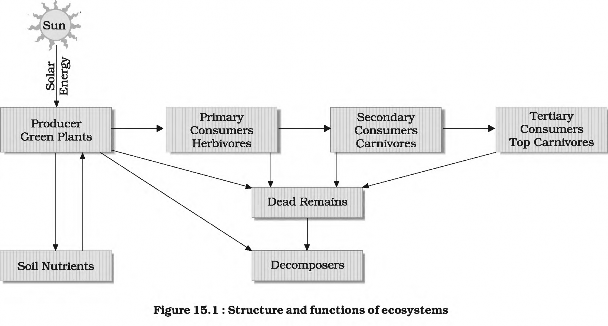 Sun
Solar
Energy
Producer
Green Plants
Primary
Consumers
Herbivores
Secondary
Consumers
Carnivores
Tertiary
Consumers
Top Carnivores
Dead Remains
Soil Nutrients
Decomposers
Figure 15.1 : Structure and functions of ecosystems